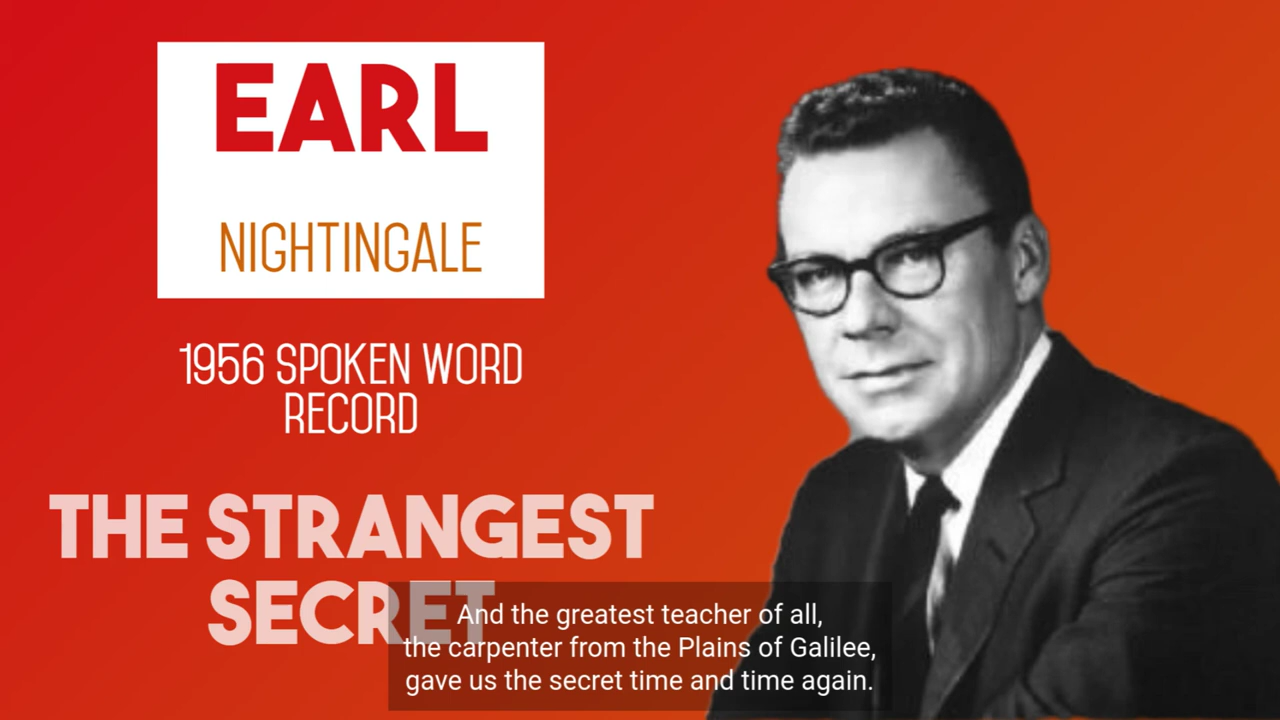 EARL
NIGHTINGALE
1956 SPOKEN WORD
RECORD
THE STRANGEST
SECRET
And the greatest teacher of all,
the carpenter from the Plains of Galilee,
gave us the secret time and time again.